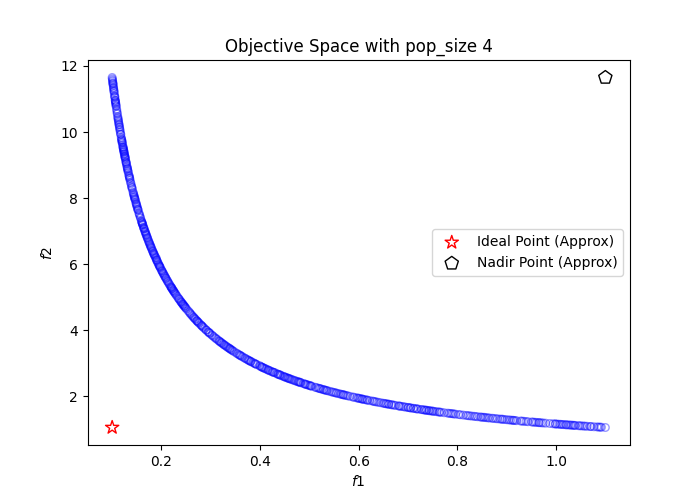 Objective Space with pop_size 4
12
10
8
6
4
2
f2
Ideal Point (Approx)
Nadir Point (Approx)
0.2 0.4 0.6 0.8 1.0
f1